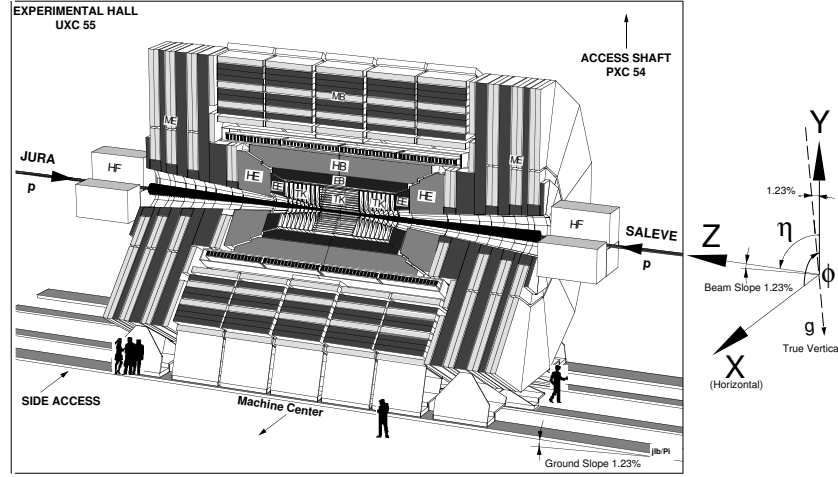 EXPERIMENTAL HALL
UXC 55
ACCESS SHAFT
PXC 54
MB
ME
ME
JURA
p
HF
HB
HE
EB
HE
EE
TK
TK
TK
EE
HF
SALEVE
p
Y
1.23%
Z
η
ϕ
Beam Slope 1.23%
g
True Vertical
X
(Horizontal)
SIDE ACCESS
Machine Center
jlb/Pi
Ground Slope 1.23%